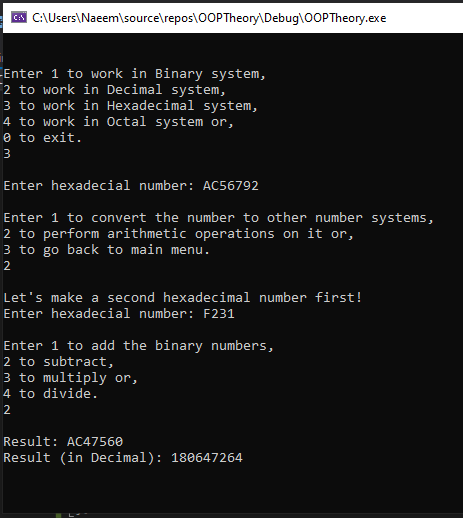 C:\Users\Naeem\source\repos\OOPTheory\Debug\OOPTheory.exe
Enter 1 to work in Binary system,
2 to work in Decimal system,
3 to work in Hexadecimal system,
4 to work in Octal system or,
0 to exit.
3
Enter hexadecial number: AC56792
Enter 1 to convert the number to other number systems,
2 to perform arithmetic operations on it or,
3 to go back to main menu.
2
Let's make a second hexadecimal number first!
Enter hexadecial number: F231
Enter 1 to add the binary numbers,
2 to subtract,
3 to multiply or,
4 to divide.
2
Result: AC47560
Result (in Decimal): 180647264